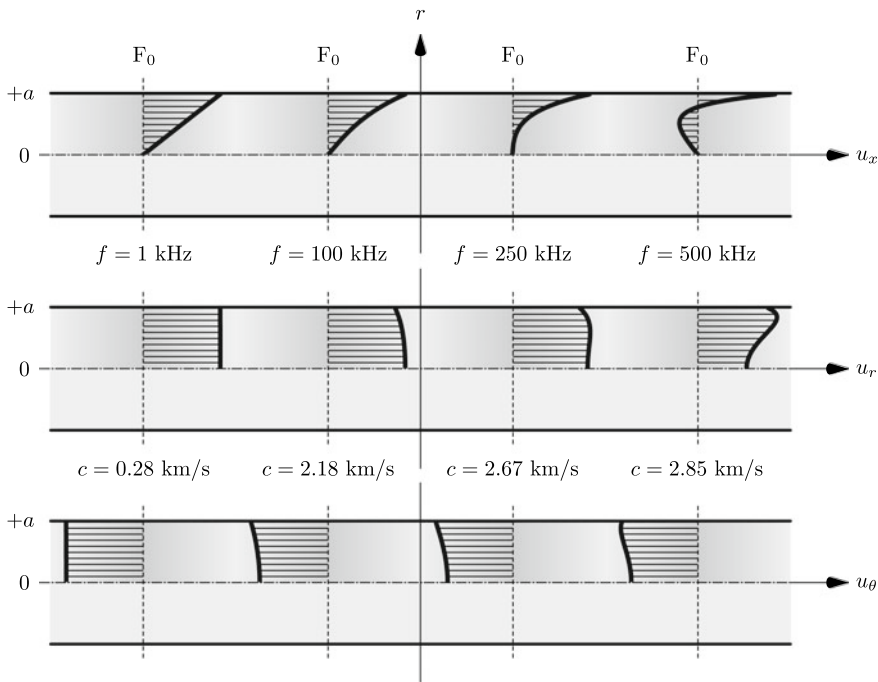 r
F₀ F₀ F₀ F₀
+a
0 uₓ
f = 1 kHz f = 100 kHz f = 250 kHz f = 500 kHz
+a
0 uᵣ
c = 0.28 km/s c = 2.18 km/s c = 2.67 km/s c = 2.85 km/s
+a
0 u_θ